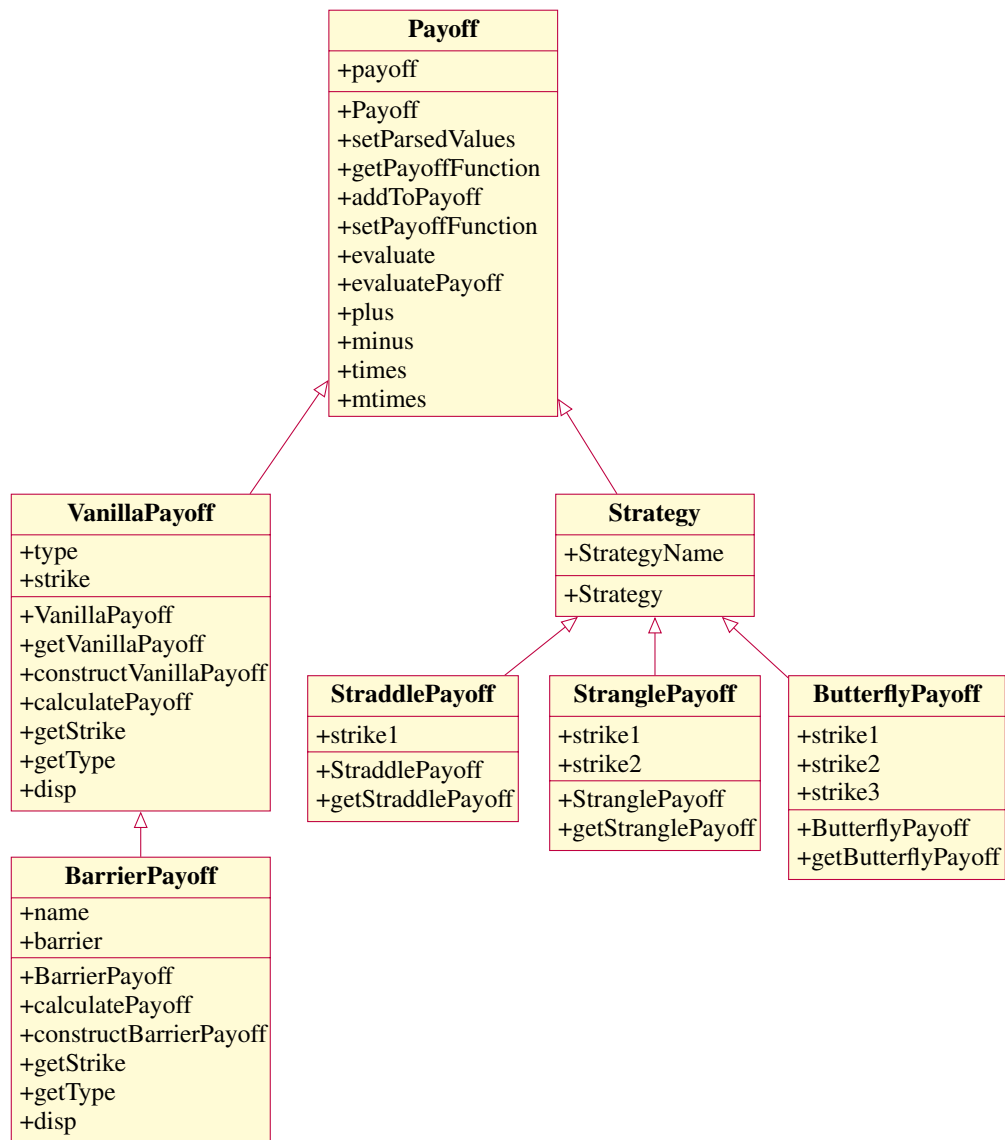 Payoff
+payoff
+Payoff
+setParsedValues
+getPayoffFunction
+addToPayoff
+setPayoffFunction
+evaluate
+evaluatePayoff
+plus
+minus
+times
+mtimes
VanillaPayoff
+type
+strike
+VanillaPayoff
+getVanillaPayoff
+constructVanillaPayoff
+calculatePayoff
+getStrike
+getType
+disp
Strategy
+StrategyName
+Strategy
StraddlePayoff
+strike1
+StraddlePayoff
+getStraddlePayoff
StranglePayoff
+strike1
+strike2
+StranglePayoff
+getStranglePayoff
ButterflyPayoff
+strike1
+strike2
+strike3
+ButterflyPayoff
+getButterflyPayoff
BarrierPayoff
+name
+barrier
+BarrierPayoff
+calculatePayoff
+constructBarrierPayoff
+getStrike
+getType
+disp